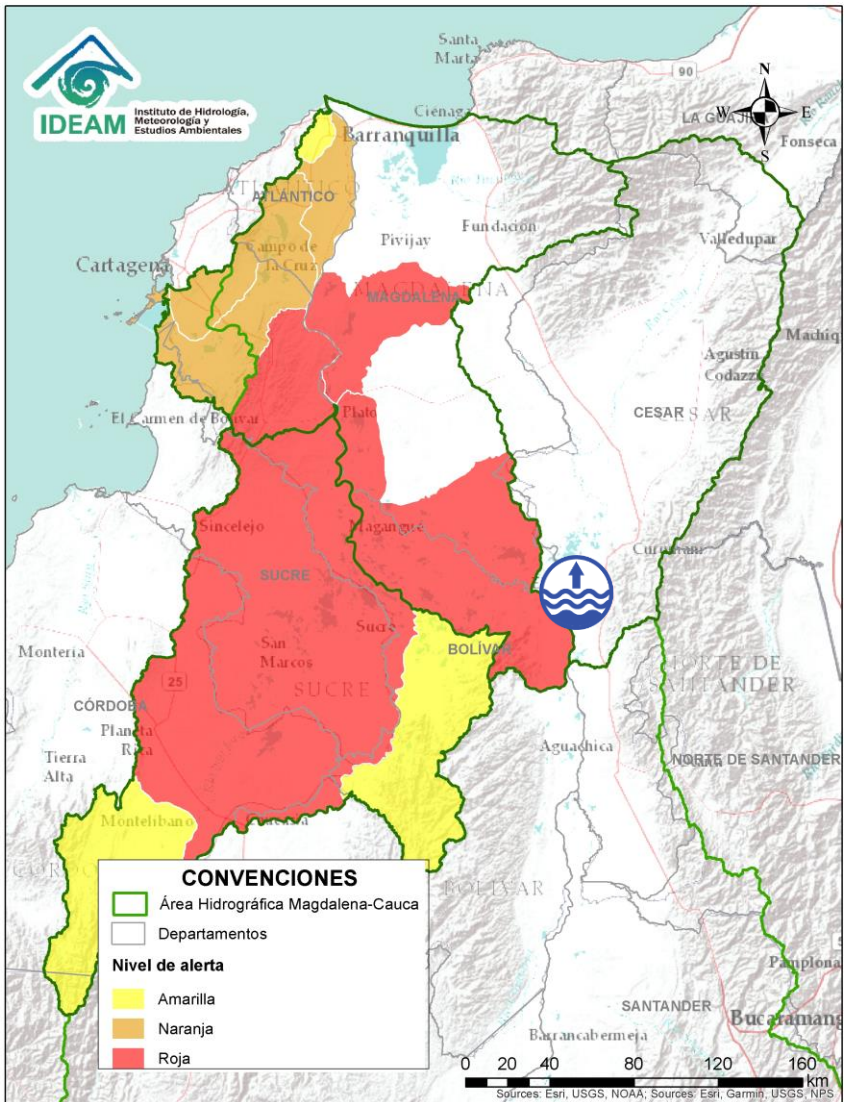 IDEAM
Instituto de Hidrología,
Meteorología y
Estudios Ambientales
Santa
Marta
90
N
W
E
S
LA GUAJIRA
Ciénaga
Barranquilla
Fonseca
ATLÁNTICO
Pivijay
Fundación
Valledupar
Campo de
la Cruz
Cartagena
MAGDALENA
Agustín
Codazzi
CESAR
CESAR
El Carmen de Bolívar
Plato
Sincelejo
Magangué
Curumaní
SUCRE
Sucre
BOLÍVAR
Montería
San
Marcos
SUCRE
NORTE DE
SANTANDER
25
CÓRDOBA
Planeta
Rica
Tierra
Alta
Aguachica
NORTE DE SANTANDER
Montelíbano
BOLÍVAR
CONVENCIONES
Área Hidrográfica Magdalena-Cauca
Departamentos
Nivel de alerta
Amarilla
Naranja
Roja
Pamplona
SANTANDER
Bucaramang
Barrancabermeja
0 20 40 80 120 160
km
Sources: Esri, USGS, NOAA; Sources: Esri, Garmin, USGS, NPS